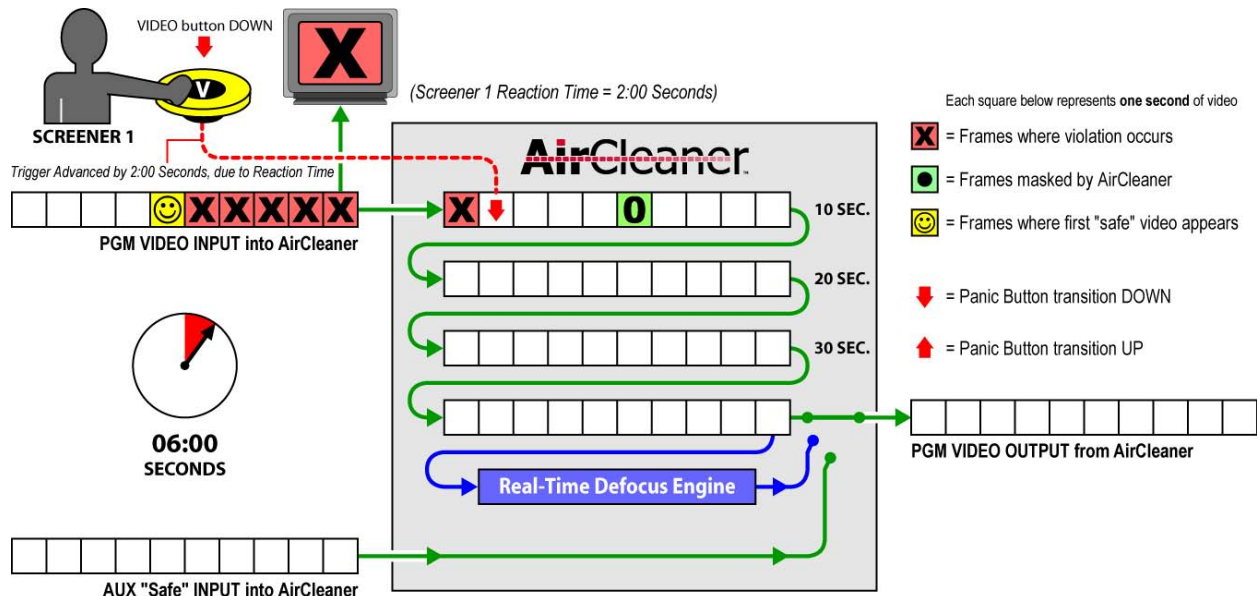 VIDEO button DOWN
V
X
SCREENER 1
(Screener 1 Reaction Time = 2:00 Seconds)
Trigger Advanced by 2:00 Seconds, due to Reaction Time
X X X X X
PGM VIDEO INPUT into AirCleaner
AirCleaner™
X 0 10 SEC.
20 SEC.
30 SEC.
Real-Time Defocus Engine
06:00
SECONDS
AUX "Safe" INPUT into AirCleaner
Each square below represents one second of video
X = Frames where violation occurs
= Frames masked by AirCleaner
= Frames where first "safe" video appears
= Panic Button transition DOWN
= Panic Button transition UP
PGM VIDEO OUTPUT from AirCleaner